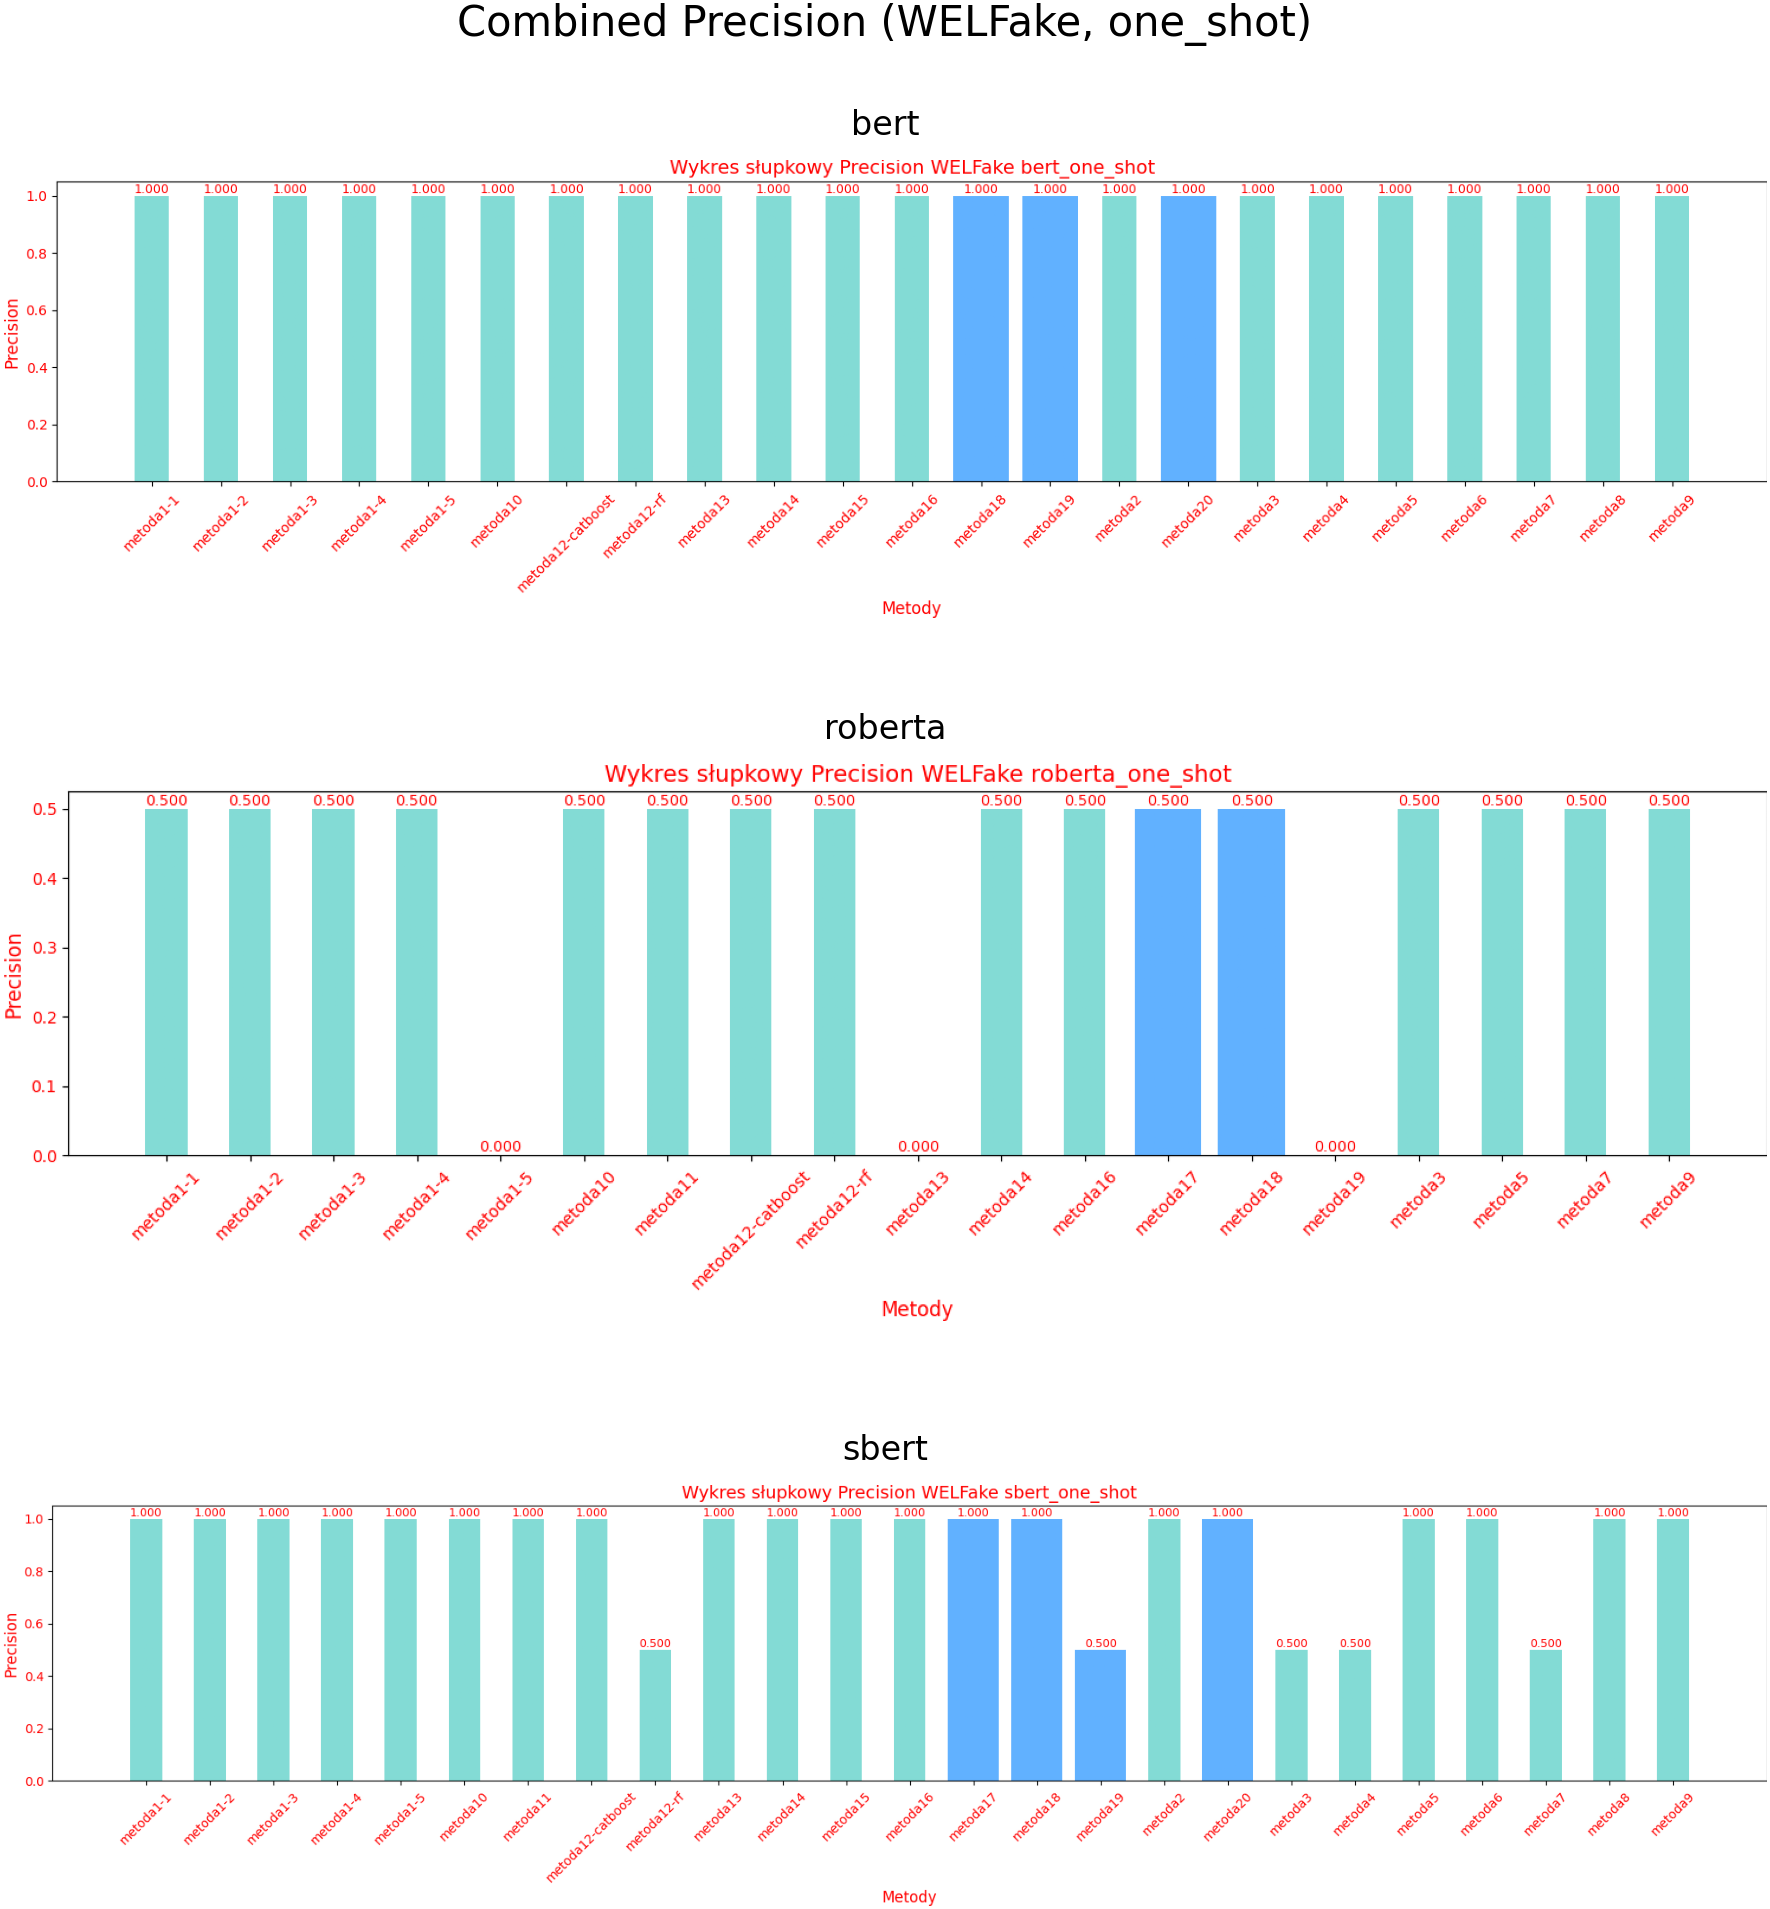 Combined Precision (WELFake, one_shot)
bert
Wykres słupkowy Precision WELFake bert_one_shot
1.000 1.000 1.000 1.000 1.000 1.000 1.000 1.000 1.000 1.000 1.000 1.000 1.000 1.000 1.000 1.000 1.000 1.000 1.000 1.000 1.000 1.000 1.000
1.0
0.8
0.6
0.4
0.2
0.0
Precision
metoda1-1 metoda1-2 metoda1-3 metoda1-4 metoda1-5 metoda10 metoda12-catboost metoda12-rf metoda13 metoda14 metoda15 metoda16 metoda18 metoda19 metoda2 metoda20 metoda3 metoda4 metoda5 metoda6 metoda7 metoda8 metoda9
Metody
roberta
Wykres słupkowy Precision WELFake roberta_one_shot
0.500 0.500 0.500 0.500 0.000 0.500 0.500 0.500 0.500 0.000 0.500 0.500 0.500 0.500 0.000 0.500 0.500 0.500 0.500
0.5
0.4
0.3
0.2
0.1
0.0
Precision
metoda1-1 metoda1-2 metoda1-3 metoda1-4 metoda1-5 metoda10 metoda11 metoda12-catboost metoda12-rf metoda13 metoda14 metoda16 metoda17 metoda18 metoda19 metoda3 metoda5 metoda7 metoda9
Metody
sbert
Wykres słupkowy Precision WELFake sbert_one_shot
1.000 1.000 1.000 1.000 1.000 1.000 1.000 1.000 0.500 1.000 1.000 1.000 1.000 1.000 1.000 0.500 1.000 1.000 0.500 0.500 1.000 1.000 0.500 1.000 1.000
1.0
0.8
0.6
0.4
0.2
0.0
Precision
metoda1-1 metoda1-2 metoda1-3 metoda1-4 metoda1-5 metoda10 metoda11 metoda12-catboost metoda12-rf metoda13 metoda14 metoda15 metoda16 metoda17 metoda18 metoda19 metoda2 metoda20 metoda3 metoda4 metoda5 metoda6 metoda7 metoda8 metoda9
Metody